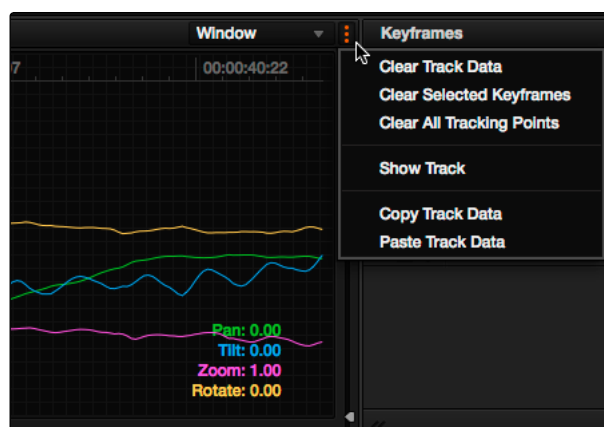 Window
Keyframes
7
00:00:40:22
Clear Track Data
Clear Selected Keyframes
Clear All Tracking Points
Show Track
Copy Track Data
Paste Track Data
Pan: 0.00
Tilt: 0.00
Zoom: 1.00
Rotate: 0.00